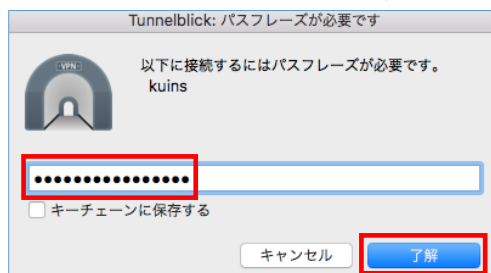 Tunnelblick: パスフレーズが必要です
VPN
以下に接続するにはパスフレーズが必要です。
kuins
••••••••••••••••
キーチェーンに保存する
キャンセル
了解